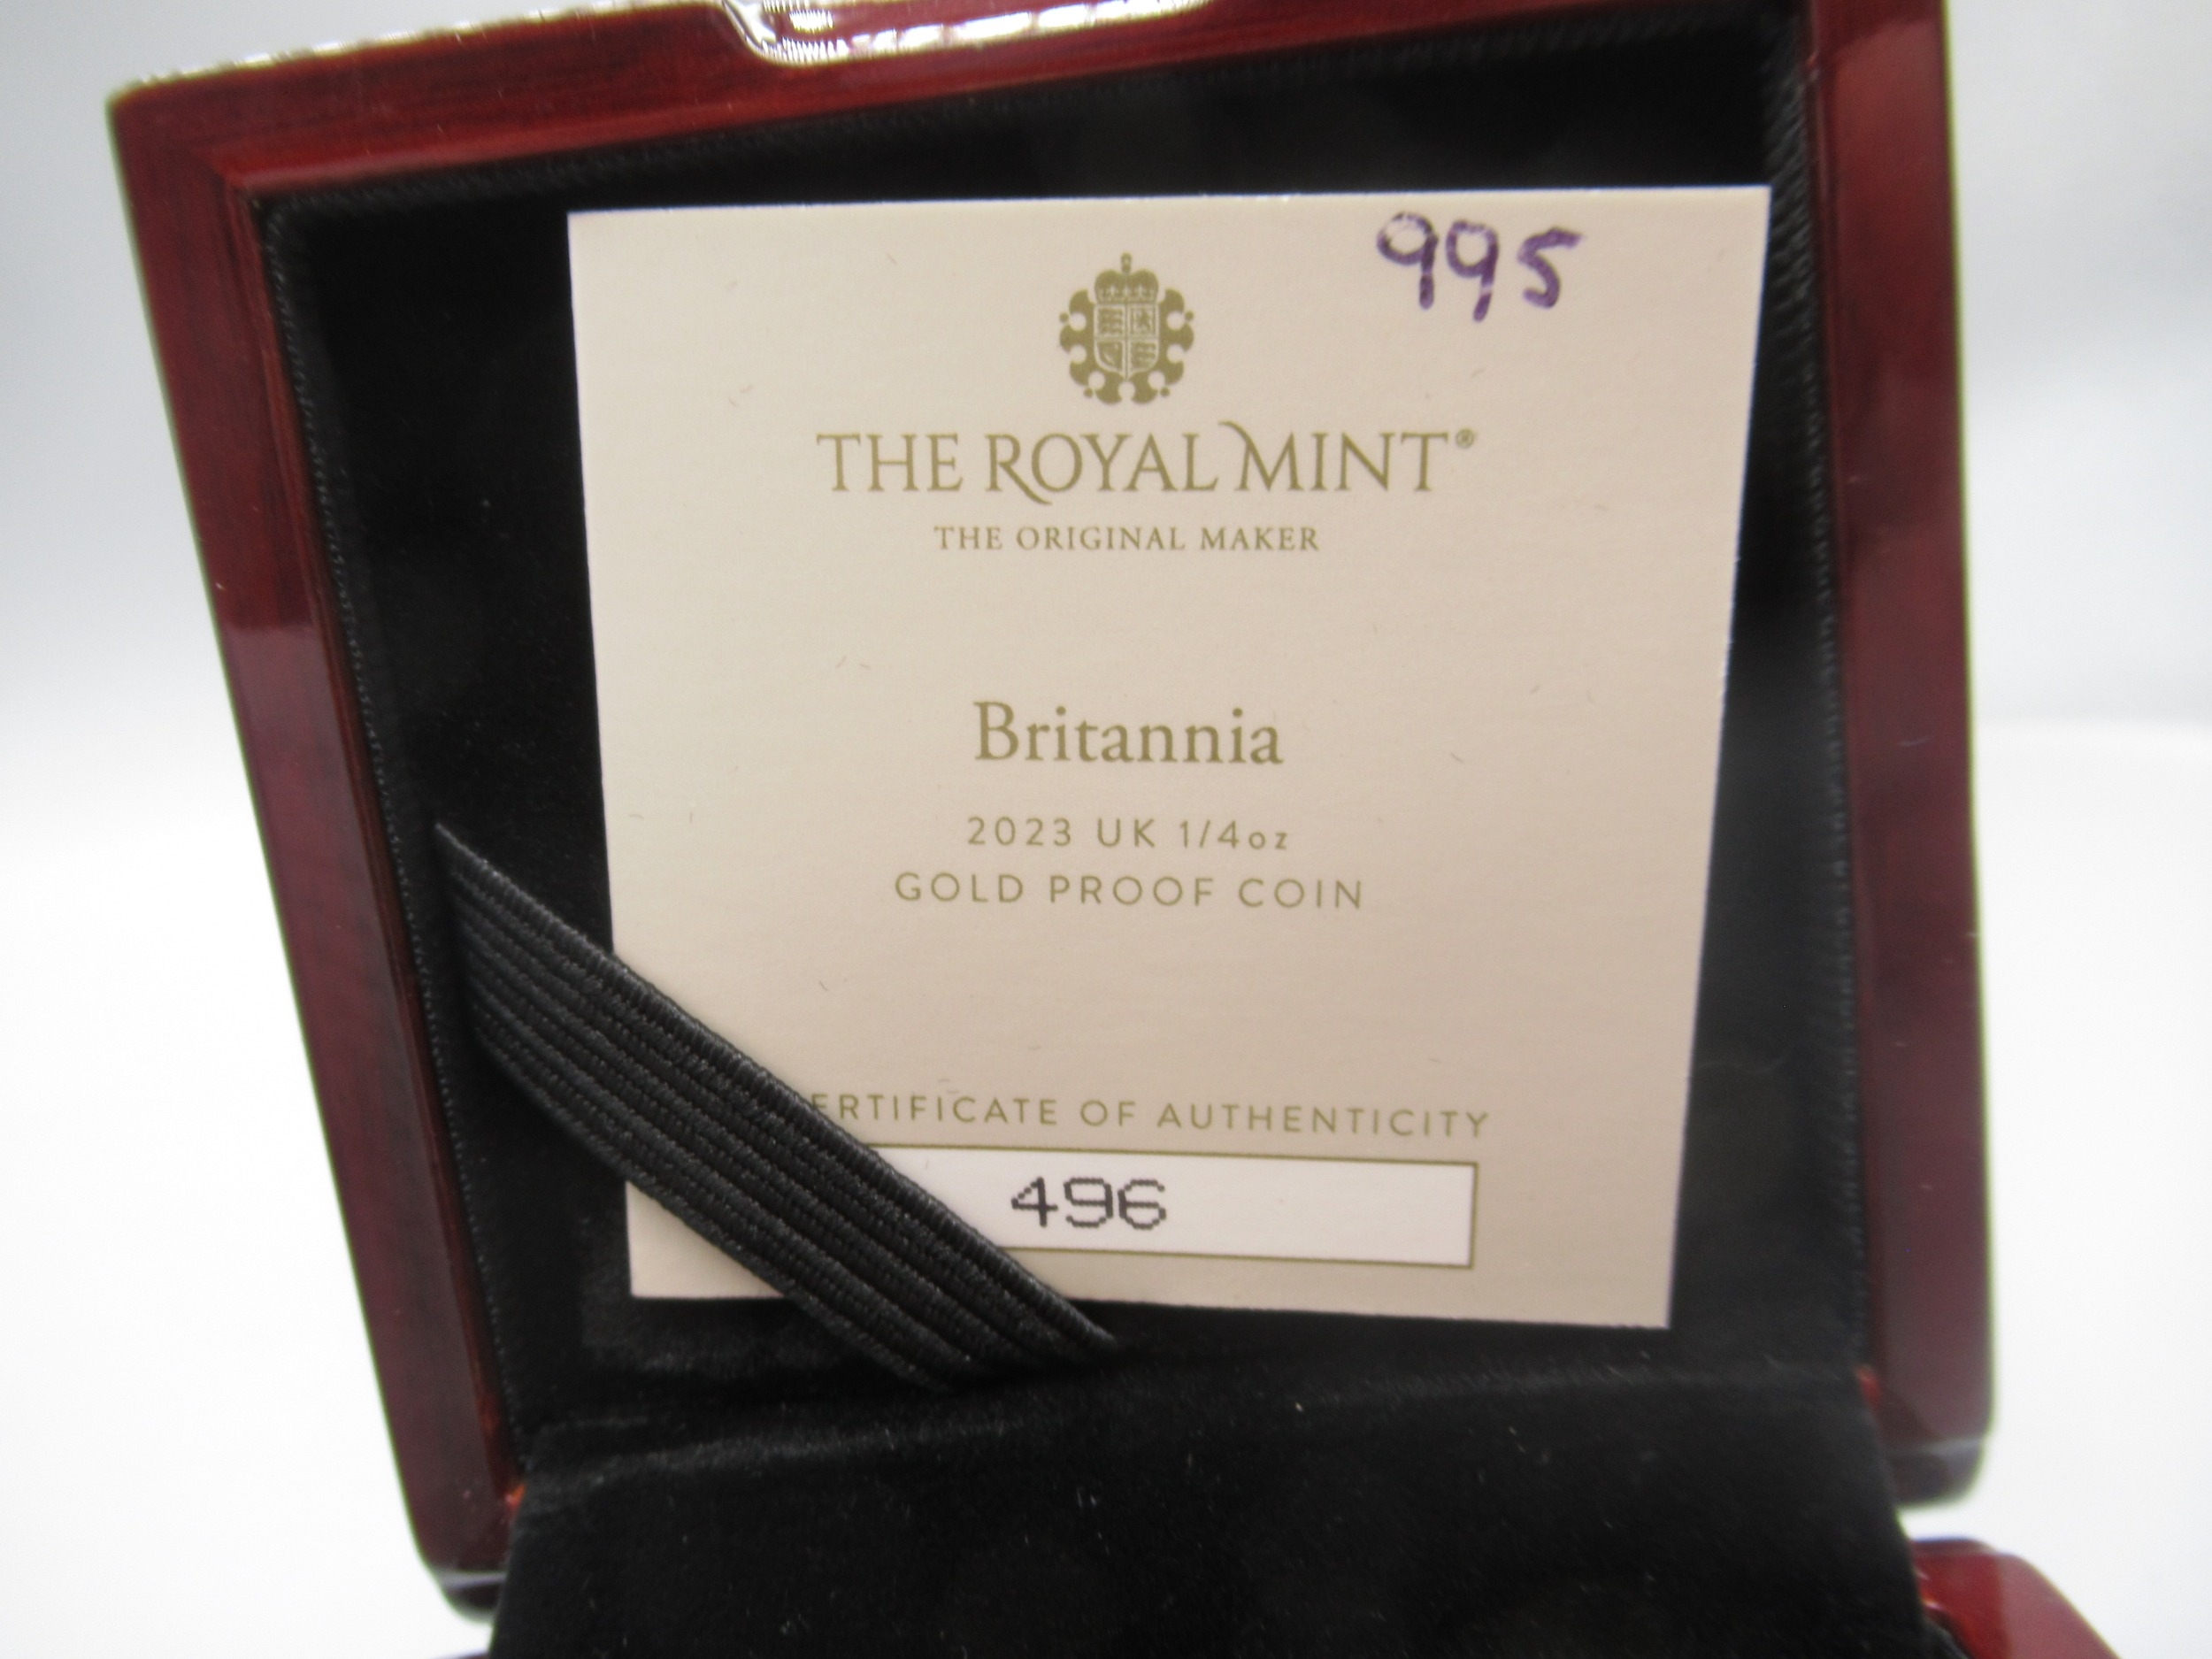 995
THE ROYAL MINT®
THE ORIGINAL MAKER
Britannia
2023 UK 1/4oz
GOLD PROOF COIN
ERTIFICATE OF AUTHENTICITY
496